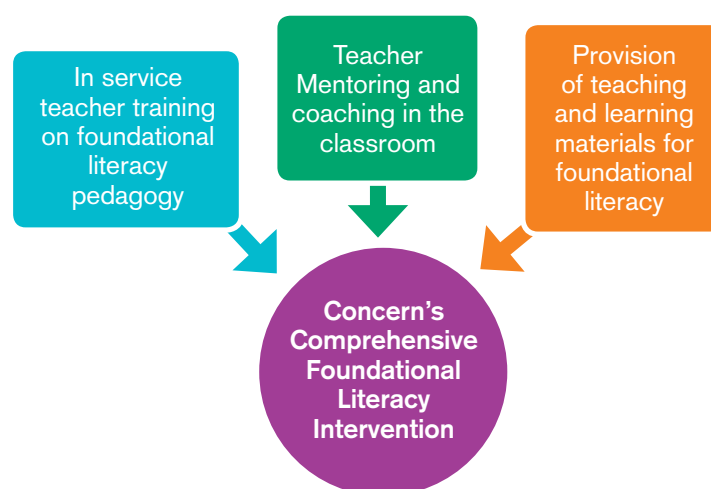 In service
teacher training
on foundational
literacy
pedagogy
Teacher
Mentoring and
coaching in the
classroom
Provision
of teaching
and learning
materials for
foundational
literacy
Concern’s
Comprehensive
Foundational
Literacy
Intervention